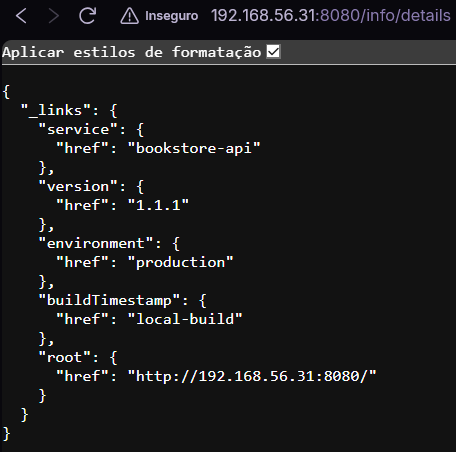 Inseguro 192.168.56.31:8080/info/details
Aplicar estilos de formatação
{
  "_links": {
    "service": {
      "href": "bookstore-api"
    },
    "version": {
      "href": "1.1.1"
    },
    "environment": {
      "href": "production"
    },
    "buildTimestamp": {
      "href": "local-build"
    },
    "root": {
      "href": "http://192.168.56.31:8080/"
    }
  }
}